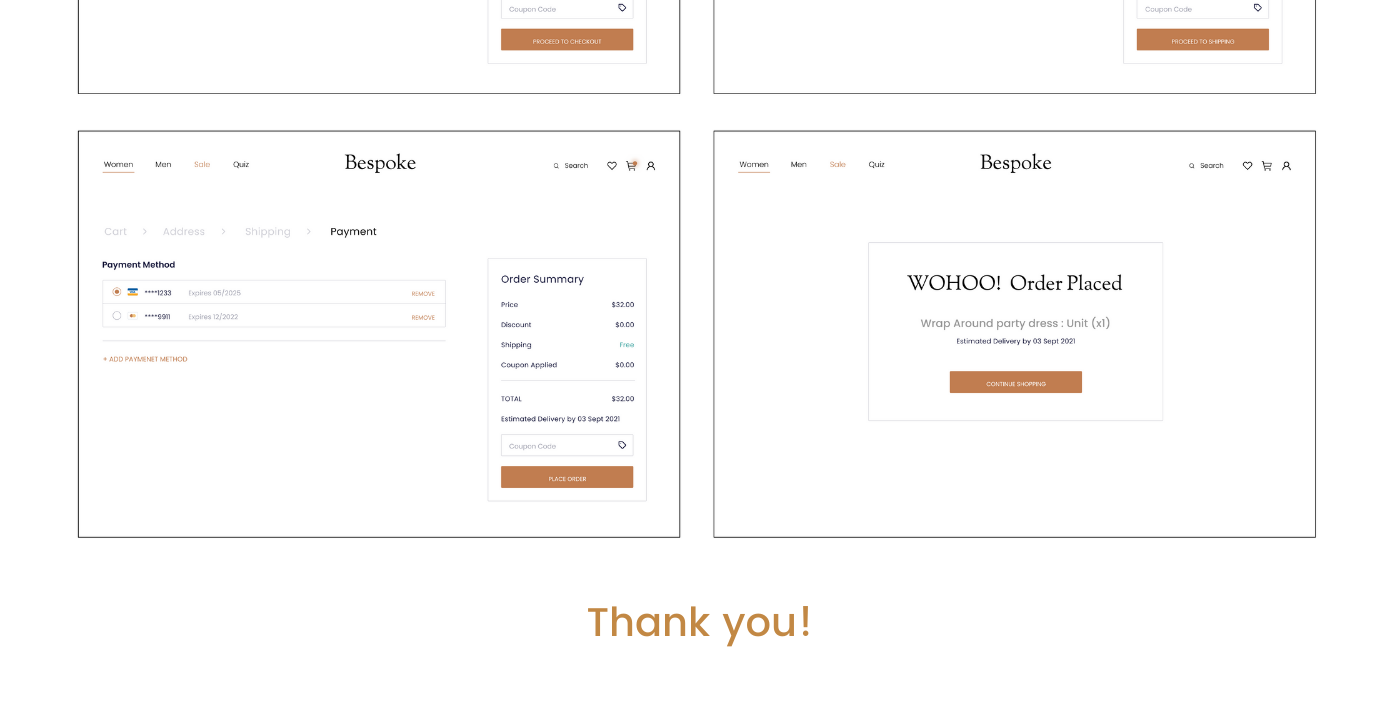 Coupon Code
PROCEED TO CHECKOUT
Coupon Code
PROCEED TO SHIPPING
Women Men Sale Quiz Bespoke Search
Cart > Address > Shipping > Payment
Payment Method
****1233 Expires 05/2025 REMOVE
****9911 Expires 12/2022 REMOVE
+ ADD PAYMENET METHOD
Order Summary
Price $32.00
Discount $0.00
Shipping Free
Coupon Applied $0.00
TOTAL $32.00
Estimated Delivery by 03 Sept 2021
Coupon Code
PLACE ORDER
Women Men Sale Quiz Bespoke Search
WOHOO! Order Placed
Wrap Around party dress : Unit (x1)
Estimated Delivery by 03 Sept 2021
CONTINUE SHOPPING
Thank you!